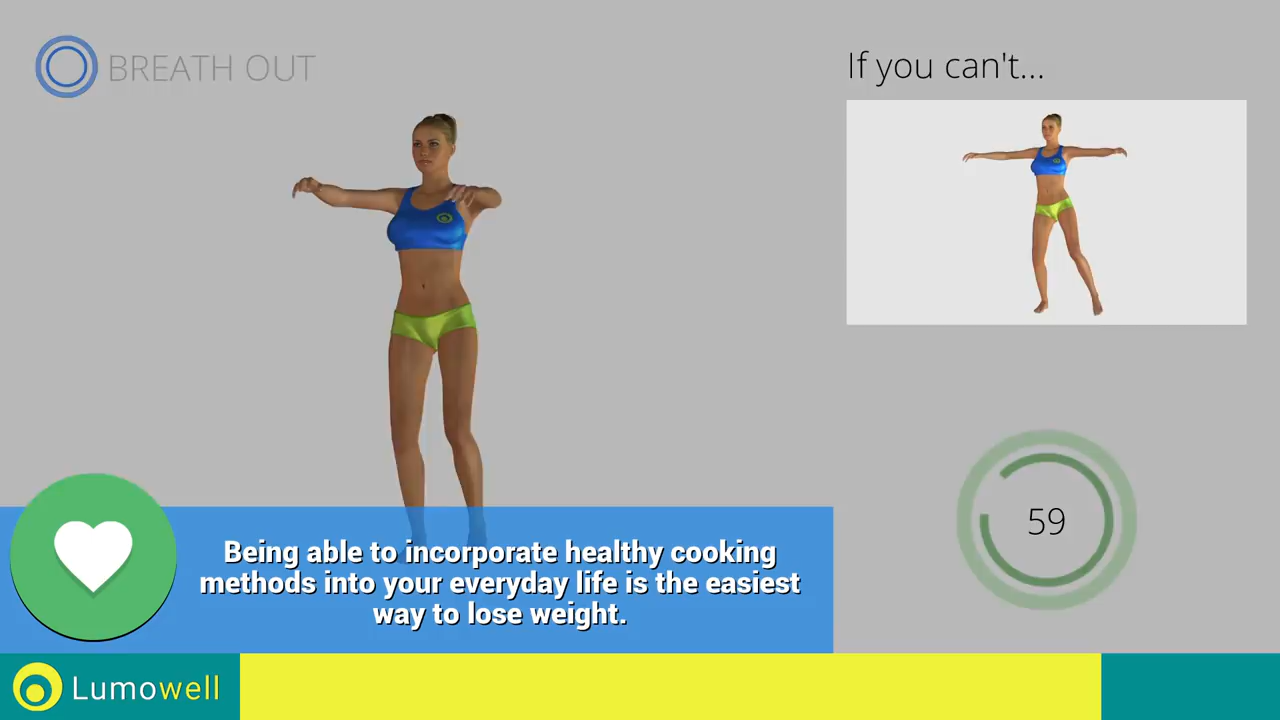 BREATH OUT
If you can't...
59
Being able to incorporate healthy cooking
methods into your everyday life is the easiest
way to lose weight.
Lumowell